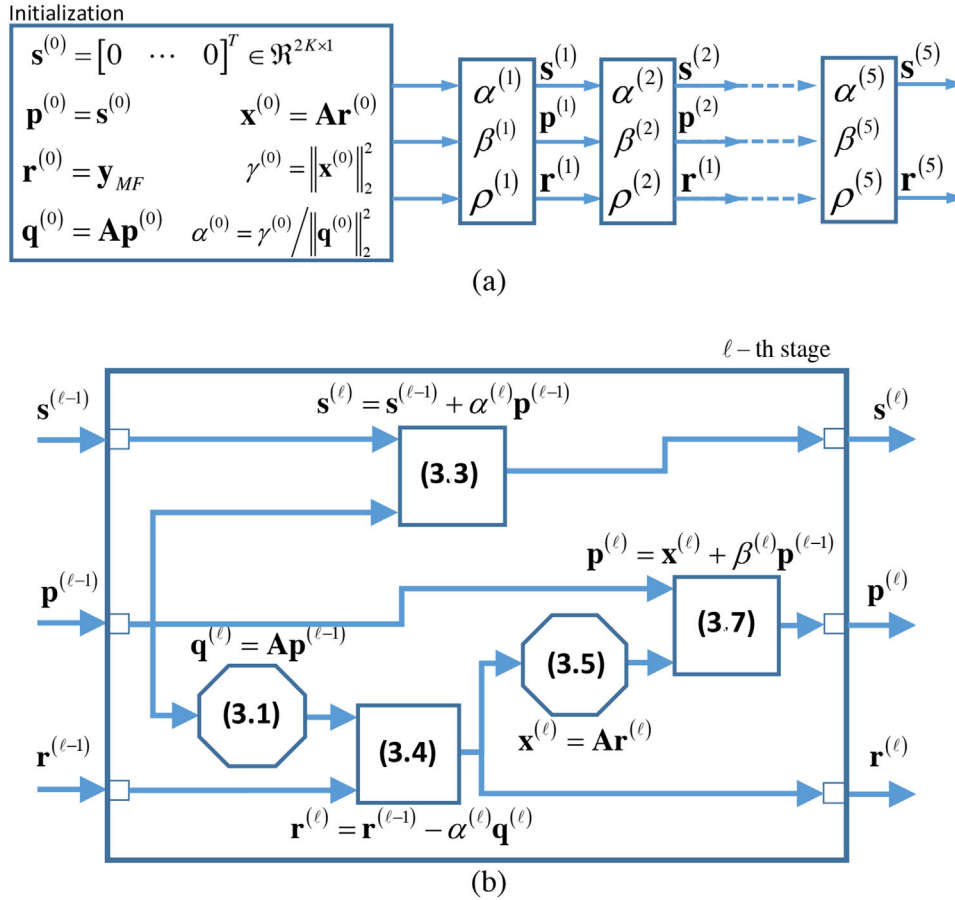 Initialization
s^(0) = [0 ⋯ 0]^T ∈ ℜ^{2K×1}
p^(0) = s^(0)
x^(0) = Ar^(0)
r^(0) = y_MF
γ^(0) = ‖x^(0)‖_2^2
q^(0) = Ap^(0)
α^(0) = γ^(0)/‖q^(0)‖_2^2
α^(1)
β^(1)
ρ^(1)
s^(1)
p^(1)
r^(1)
α^(2)
β^(2)
ρ^(2)
s^(2)
p^(2)
r^(1)
α^(5)
β^(5)
ρ^(5)
s^(5)
r^(5)
(a)
ℓ – th stage
s^(ℓ-1)
s^(ℓ) = s^(ℓ-1) + α^(ℓ)p^(ℓ-1)
(3.3)
s^(ℓ)
p^(ℓ) = x^(ℓ) + β^(ℓ)p^(ℓ-1)
p^(ℓ-1)
(3.7)
p^(ℓ)
q^(ℓ) = Ap^(ℓ-1)
(3.1)
(3.5)
x^(ℓ) = Ar^(ℓ)
r^(ℓ-1)
(3.4)
r^(ℓ)
r^(ℓ) = r^(ℓ-1) − α^(ℓ)q^(ℓ)
(b)